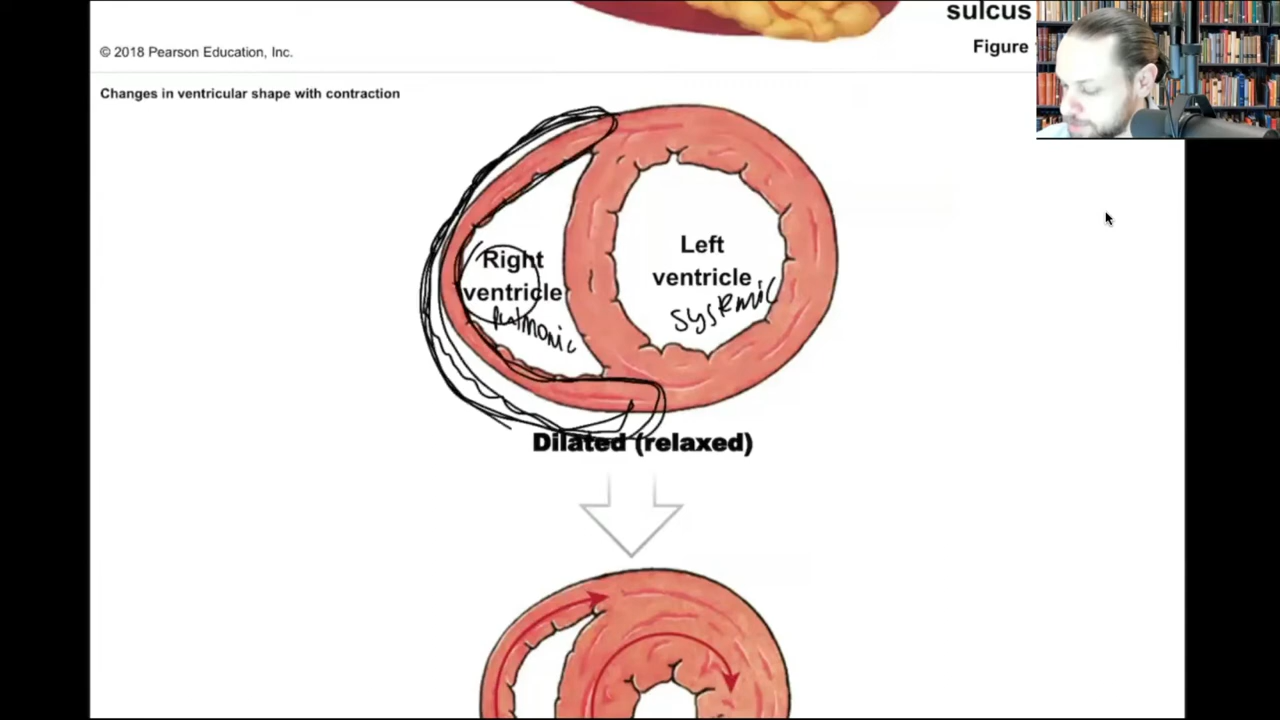 sulcus
© 2018 Pearson Education, Inc.
Figure
Changes in ventricular shape with contraction
Right
ventricle
pulmonic
Left
ventricle
systemic
Dilated (relaxed)